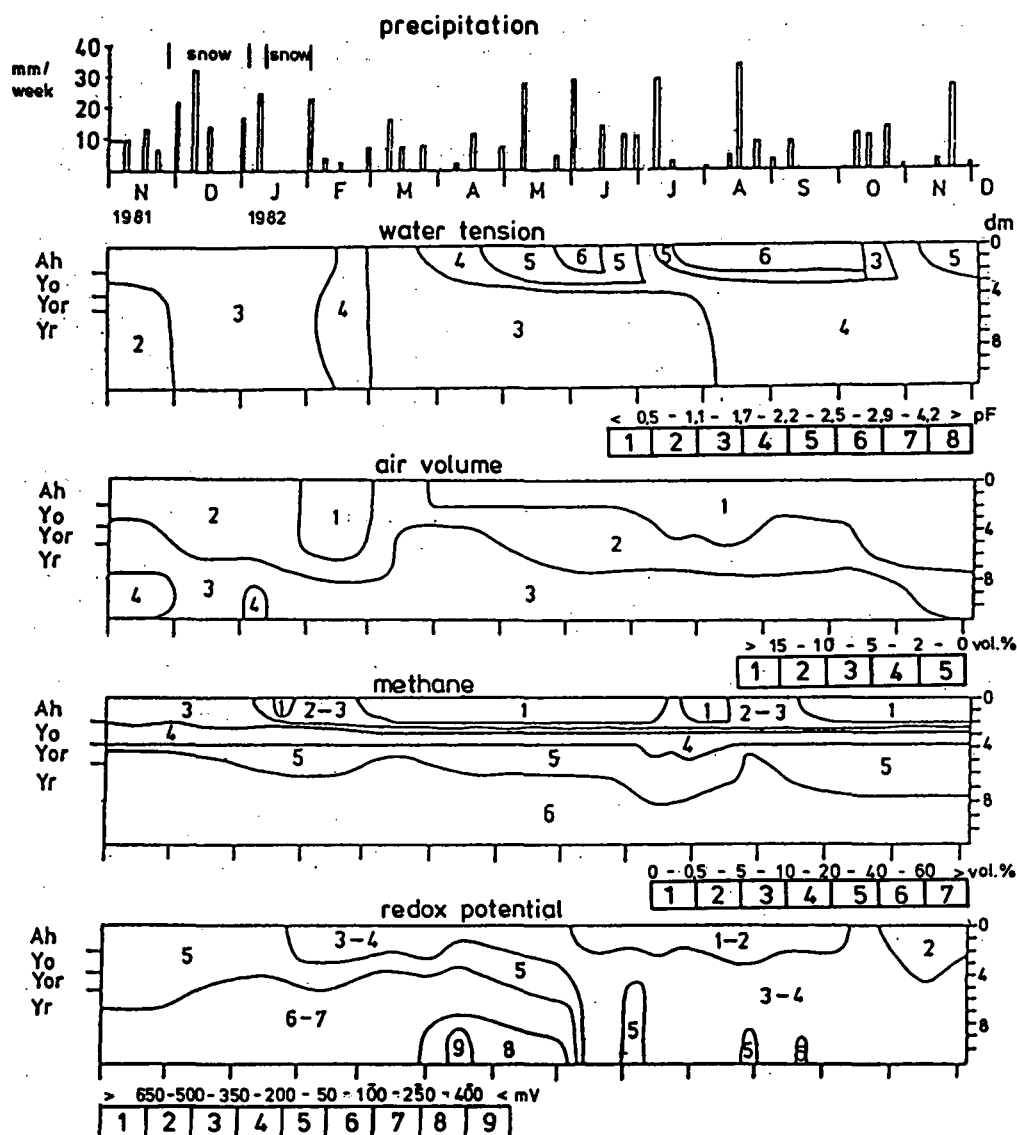 precipitation
snow snow
mm/
week
40
30
20
10
N D J F M A M J J A S O N D
1981 1982
water tension
dm
Ah
Yo
Yor
Yr
0
4
8
2 3 4 3 4 5 6 5 5 6 3 4 5
< 0,5 - 1,1 - 1,7 - 2,2 - 2,5 - 2,9 - 4,2 > pF
1 2 3 4 5 6 7 8
air volume
Ah
Yo
Yor
Yr
0
4
8
2 1 1 2 4 3 4 3
> 15 - 10 - 5 - 2 - 0 vol.%
1 2 3 4 5
methane
Ah
Yo
Yor
Yr
0
4
8
3 1 2-3 1 1 2-3 1
4 4
5 5 5
6
0 - 0,5 - 5 - 10 - 20 - 40 - 60 > vol.%
1 2 3 4 5 6 7
redox potential
Ah
Yo
Yor
Yr
0
4
8
5 3-4 1-2 2
5 3-4
6-7 9 8 5 5
> 650-500-350-200 - 50 - 100 - 250 - 400 < mV
1 2 3 4 5 6 7 8 9